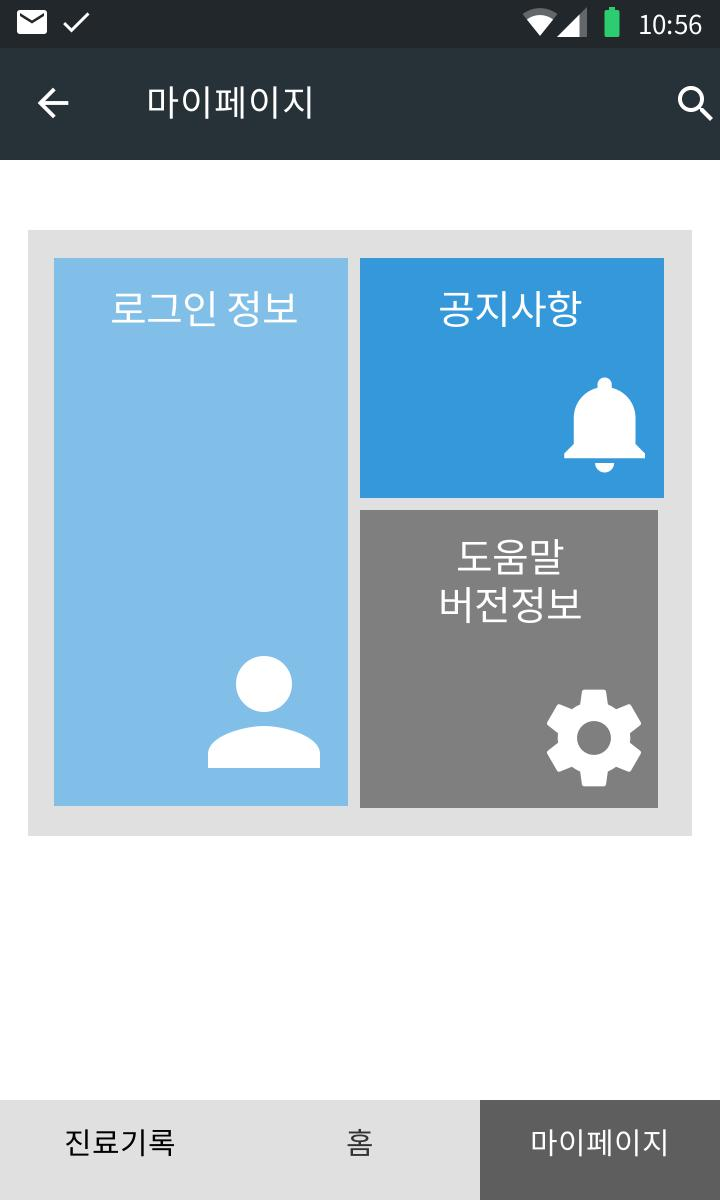 10:56
마이페이지
로그인 정보
공지사항
도움말
버전정보
진료기록
홈
마이페이지